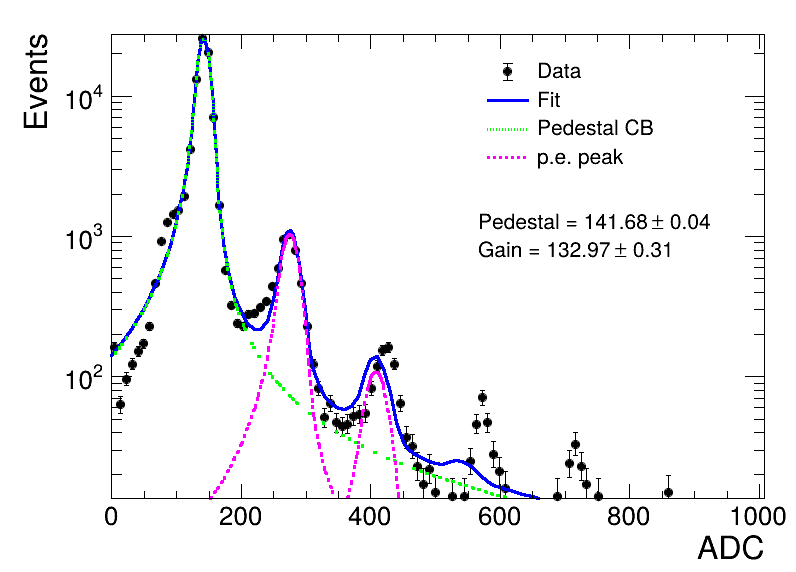 Events
10⁴
10³
10²
Data
Fit
Pedestal CB
p.e. peak
Pedestal = 141.68 ± 0.04
Gain = 132.97 ± 0.31
0 200 400 600 800 1000
ADC